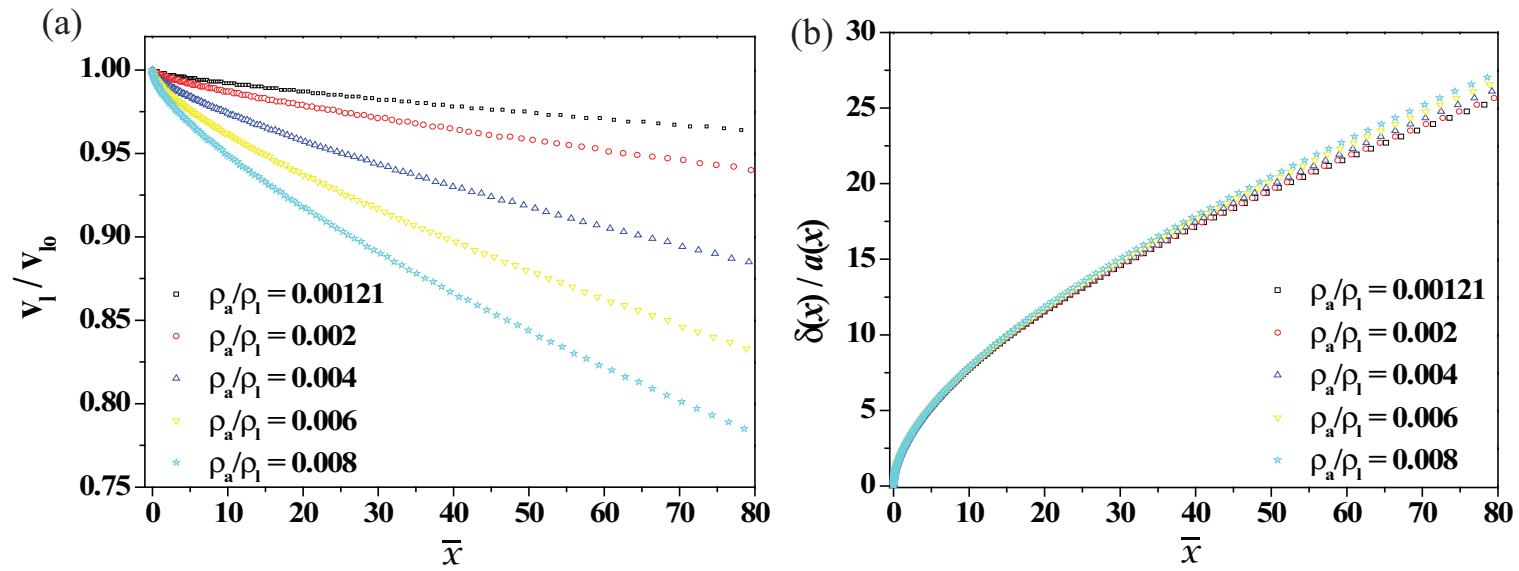 (a)
1.00
0.95
0.90
0.85
0.80
0.75
v_l / v_lo
ρ_a/ρ_l = 0.00121
ρ_a/ρ_l = 0.002
ρ_a/ρ_l = 0.004
ρ_a/ρ_l = 0.006
ρ_a/ρ_l = 0.008
0 10 20 30 40 50 60 70 80
x̅
(b)
30
25
20
15
10
5
0
δ(x) / a(x)
ρ_a/ρ_l = 0.00121
ρ_a/ρ_l = 0.002
ρ_a/ρ_l = 0.004
ρ_a/ρ_l = 0.006
ρ_a/ρ_l = 0.008
0 10 20 30 40 50 60 70 80
x̅